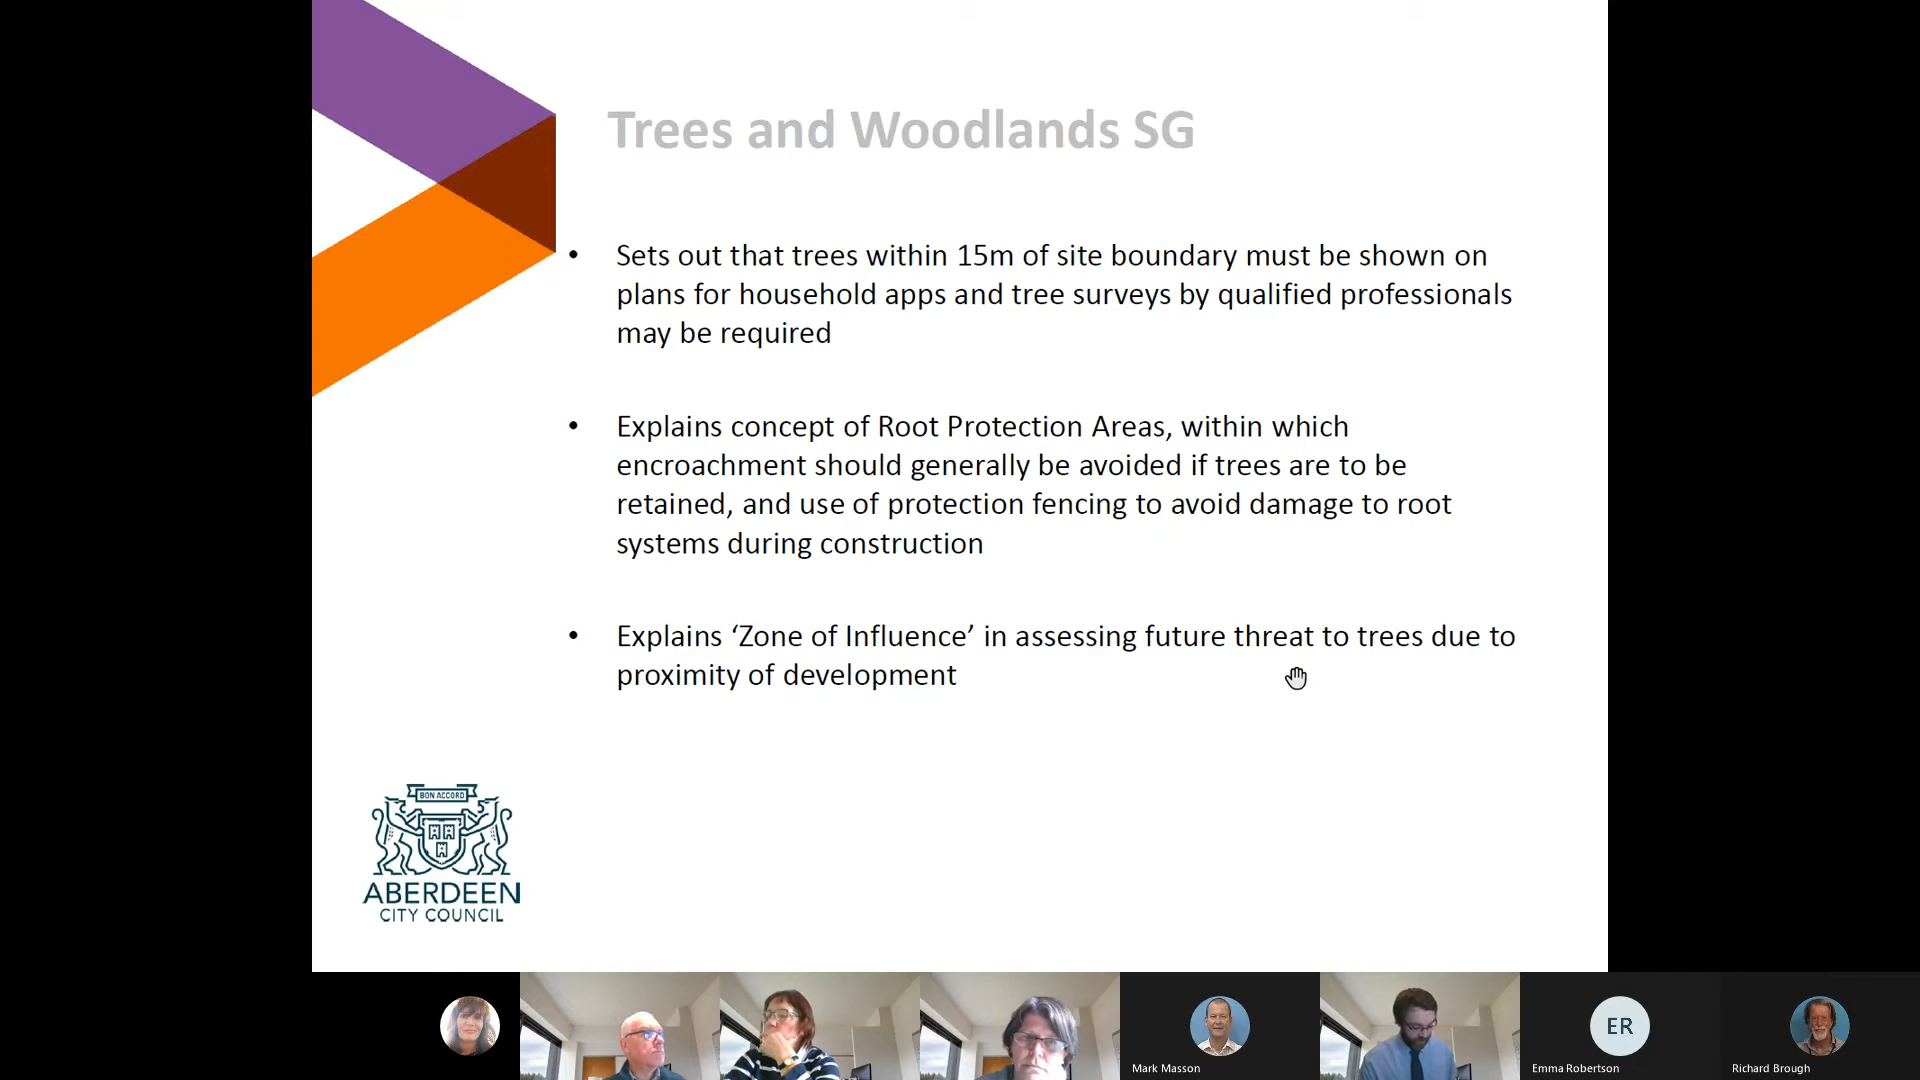 Trees and Woodlands SG
• Sets out that trees within 15m of site boundary must be shown on
plans for household apps and tree surveys by qualified professionals
may be required
• Explains concept of Root Protection Areas, within which
encroachment should generally be avoided if trees are to be
retained, and use of protection fencing to avoid damage to root
systems during construction
• Explains ‘Zone of Influence’ in assessing future threat to trees due to
proximity of development
BON ACCORD
ABERDEEN
CITY COUNCIL
ER
Mark Masson
Emma Robertson
Richard Brough